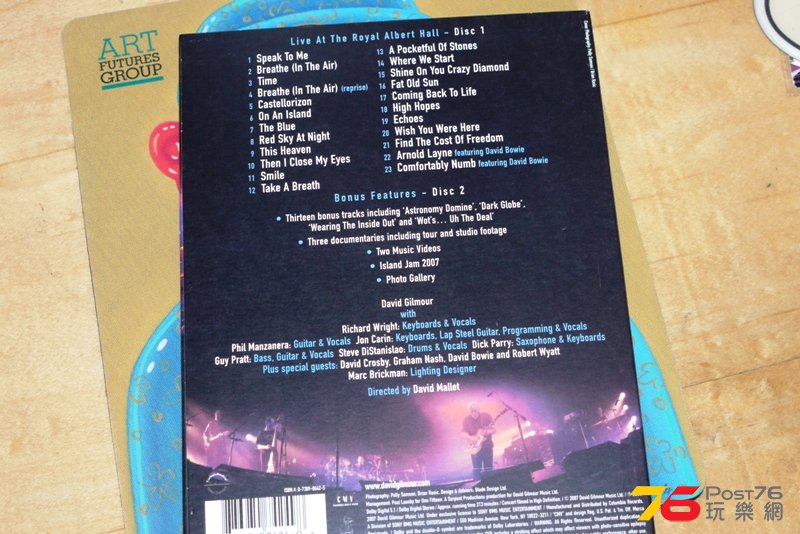 ART
FUTURES
GROUP
Live At The Royal Albert Hall - Disc 1
1 Speak To Me
2 Breathe (In The Air)
3 Time
4 Breathe (In The Air) (reprise)
5 Castellorizon
6 On An Island
7 The Blue
8 Red Sky At Night
9 This Heaven
10 Then I Close My Eyes
11 Smile
12 Take A Breath
13 A Pocketful Of Stones
14 Where We Start
15 Shine On You Crazy Diamond
16 Fat Old Sun
17 Coming Back To Life
18 High Hopes
19 Echoes
20 Wish You Were Here
21 Find The Cost Of Freedom
22 Arnold Layne featuring David Bowie
23 Comfortably Numb featuring David Bowie
Bonus Features - Disc 2
• Thirteen bonus tracks including 'Astronomy Domine', 'Dark Globe',
'Wearing The Inside Out' and 'Wot's... Uh The Deal'
• Three documentaries including tour and studio footage
• Two Music Videos
• Island Jam 2007
• Photo Gallery
David Gilmour
with
Richard Wright: Keyboards & Vocals
Phil Manzanera: Guitar & Vocals Jon Carin: Keyboards, Lap Steel Guitar, Programming & Vocals
Guy Pratt: Bass, Guitar & Vocals Steve DiStanislao: Drums & Vocals Dick Parry: Saxophone & Keyboards
Plus special guests: David Crosby, Graham Nash, David Bowie and Robert Wyatt
Marc Brickman: Lighting Designer
Directed by David Mallet
www.davidgilmour.com
CMV
76 Post76
玩樂網